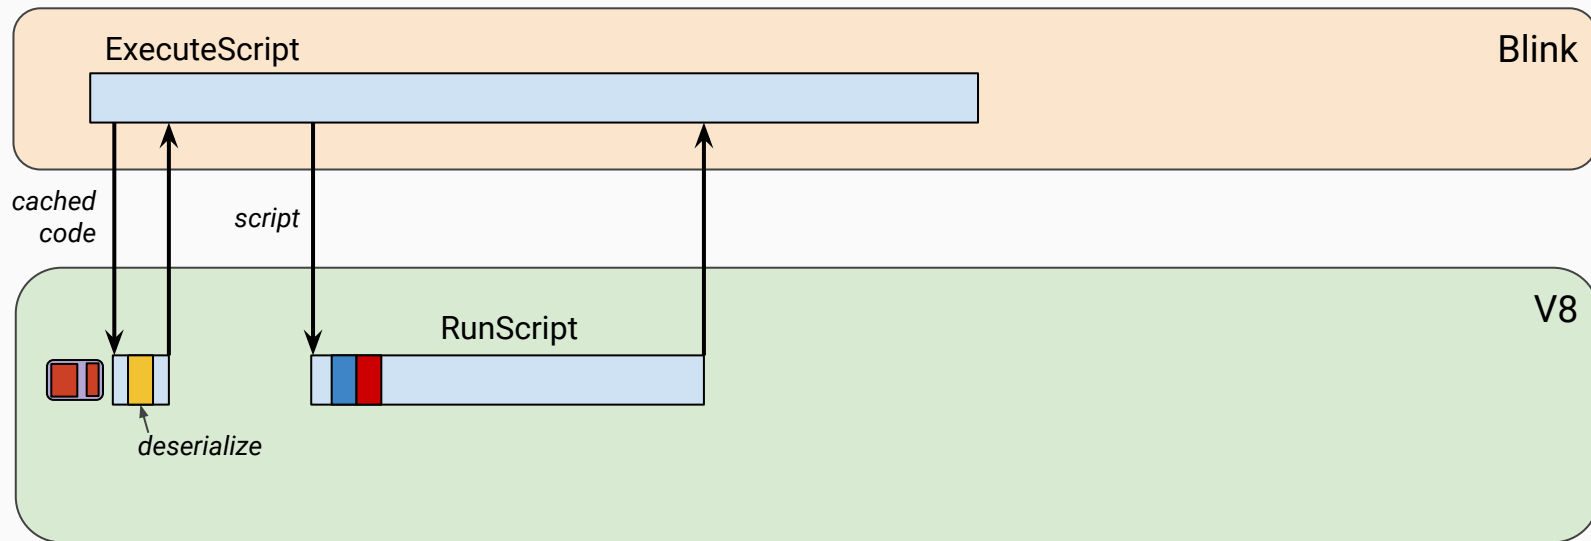 ExecuteScript
Blink
cached
code
script
V8
RunScript
deserialize